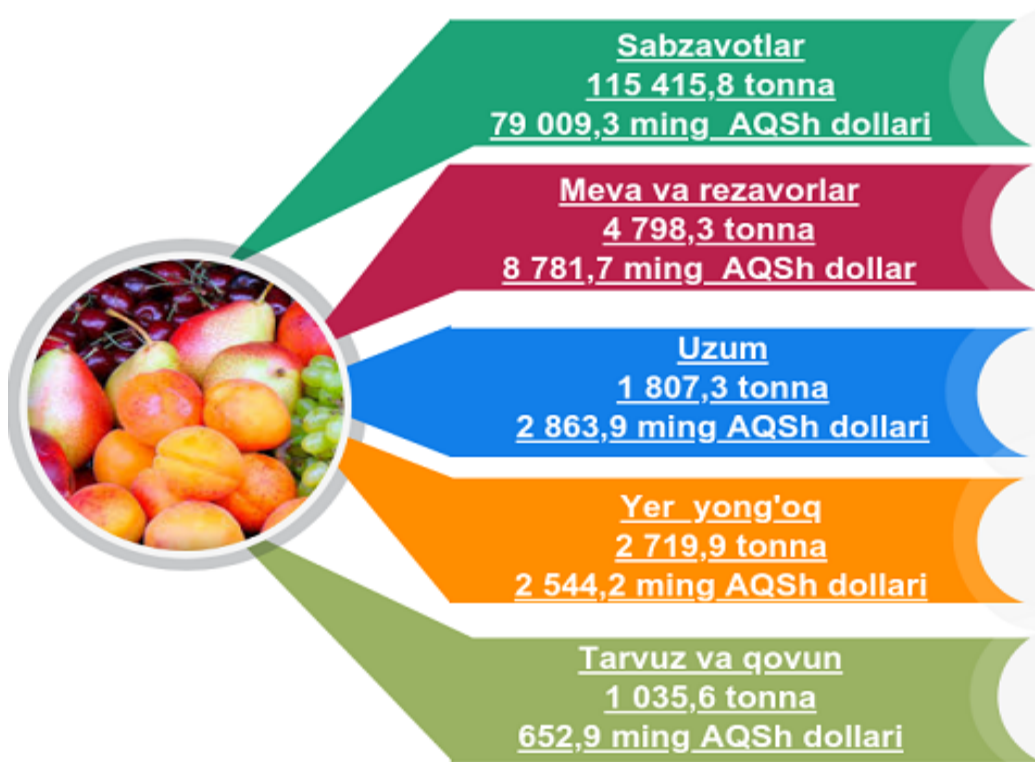 Sabzavotlar
115 415,8 tonna
79 009,3 ming AQSh dollari
Meva va rezavorlar
4 798,3 tonna
8 781,7 ming AQSh dollar
Uzum
1 807,3 tonna
2 863,9 ming AQSh dollari
Yer yong'oq
2 719,9 tonna
2 544,2 ming AQSh dollari
Tarvuz va qovun
1 035,6 tonna
652,9 ming AQSh dollari